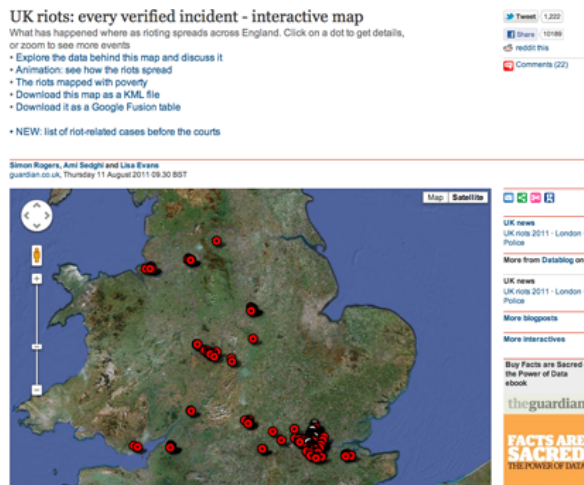 UK riots: every verified incident - interactive map
What has happened where as rioting spreads across England. Click on a dot to get details,
or zoom to see more events
• Explore the data behind this map and discuss it
• Animation: see how the riots spread
• The riots mapped with poverty
• Download this map as a KML file
• Download it as a Google Fusion table
• NEW: list of riot-related cases before the courts
Simon Rogers, Ami Sedghi and Lisa Evans
guardian.co.uk, Thursday 11 August 2011 09.30 BST
Map Satellite
Tweet 1,222
Share 10189
reddit this
Comments (22)
UK news
UK riots 2011 · London ·
Police
More from Datablog on
UK news
UK riots 2011 · London ·
Police
More blogposts
More interactives
Buy Facts are Sacred
the Power of Data
ebook
theguardian
FACTS ARE
SACRED
THE POWER OF DATA